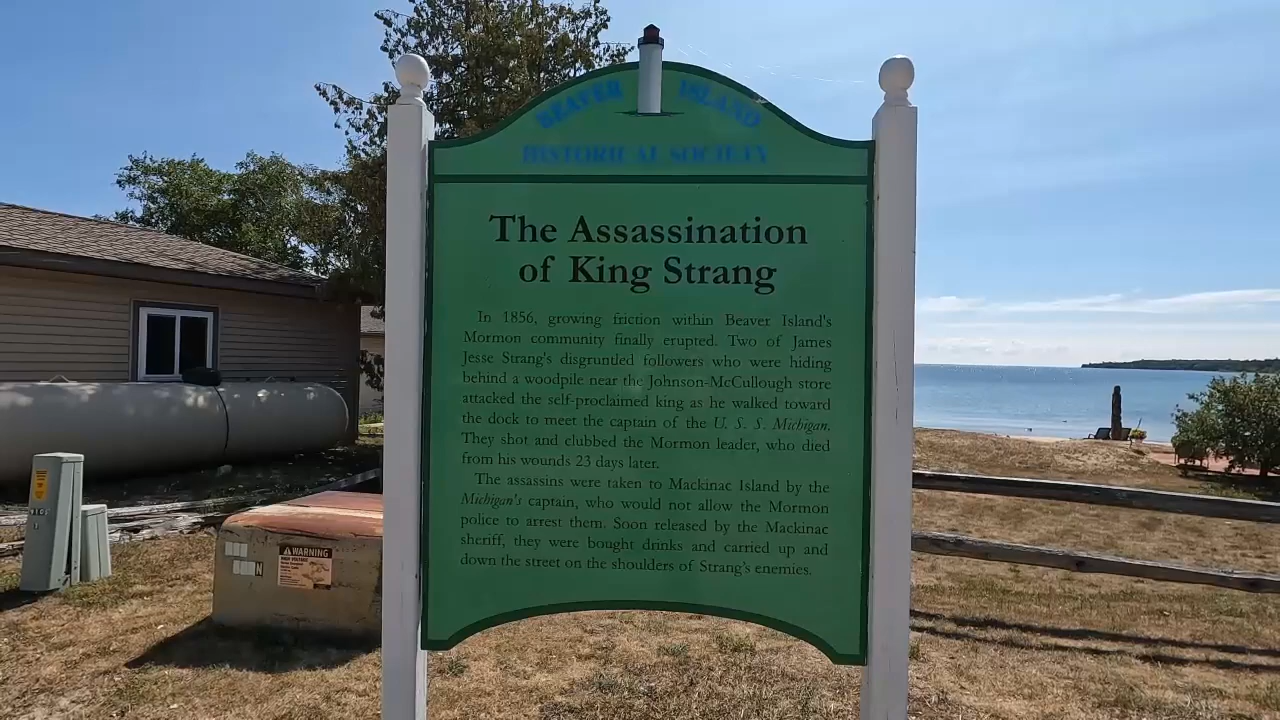 BEAVER ISLAND
HISTORICAL SOCIETY
The Assassination
of King Strang
In 1856, growing friction within Beaver Island's
Mormon community finally erupted. Two of James
Jesse Strang's disgruntled followers who were hiding
behind a woodpile near the Johnson-McCullough store
attacked the self-proclaimed king as he walked toward
the dock to meet the captain of the U. S. S. Michigan.
They shot and clubbed the Mormon leader, who died
from his wounds 23 days later.
The assassins were taken to Mackinac Island by the
Michigan's captain, who would not allow the Mormon
police to arrest them. Soon released by the Mackinac
sheriff, they were bought drinks and carried up and
down the street on the shoulders of Strang's enemies.
WARNING